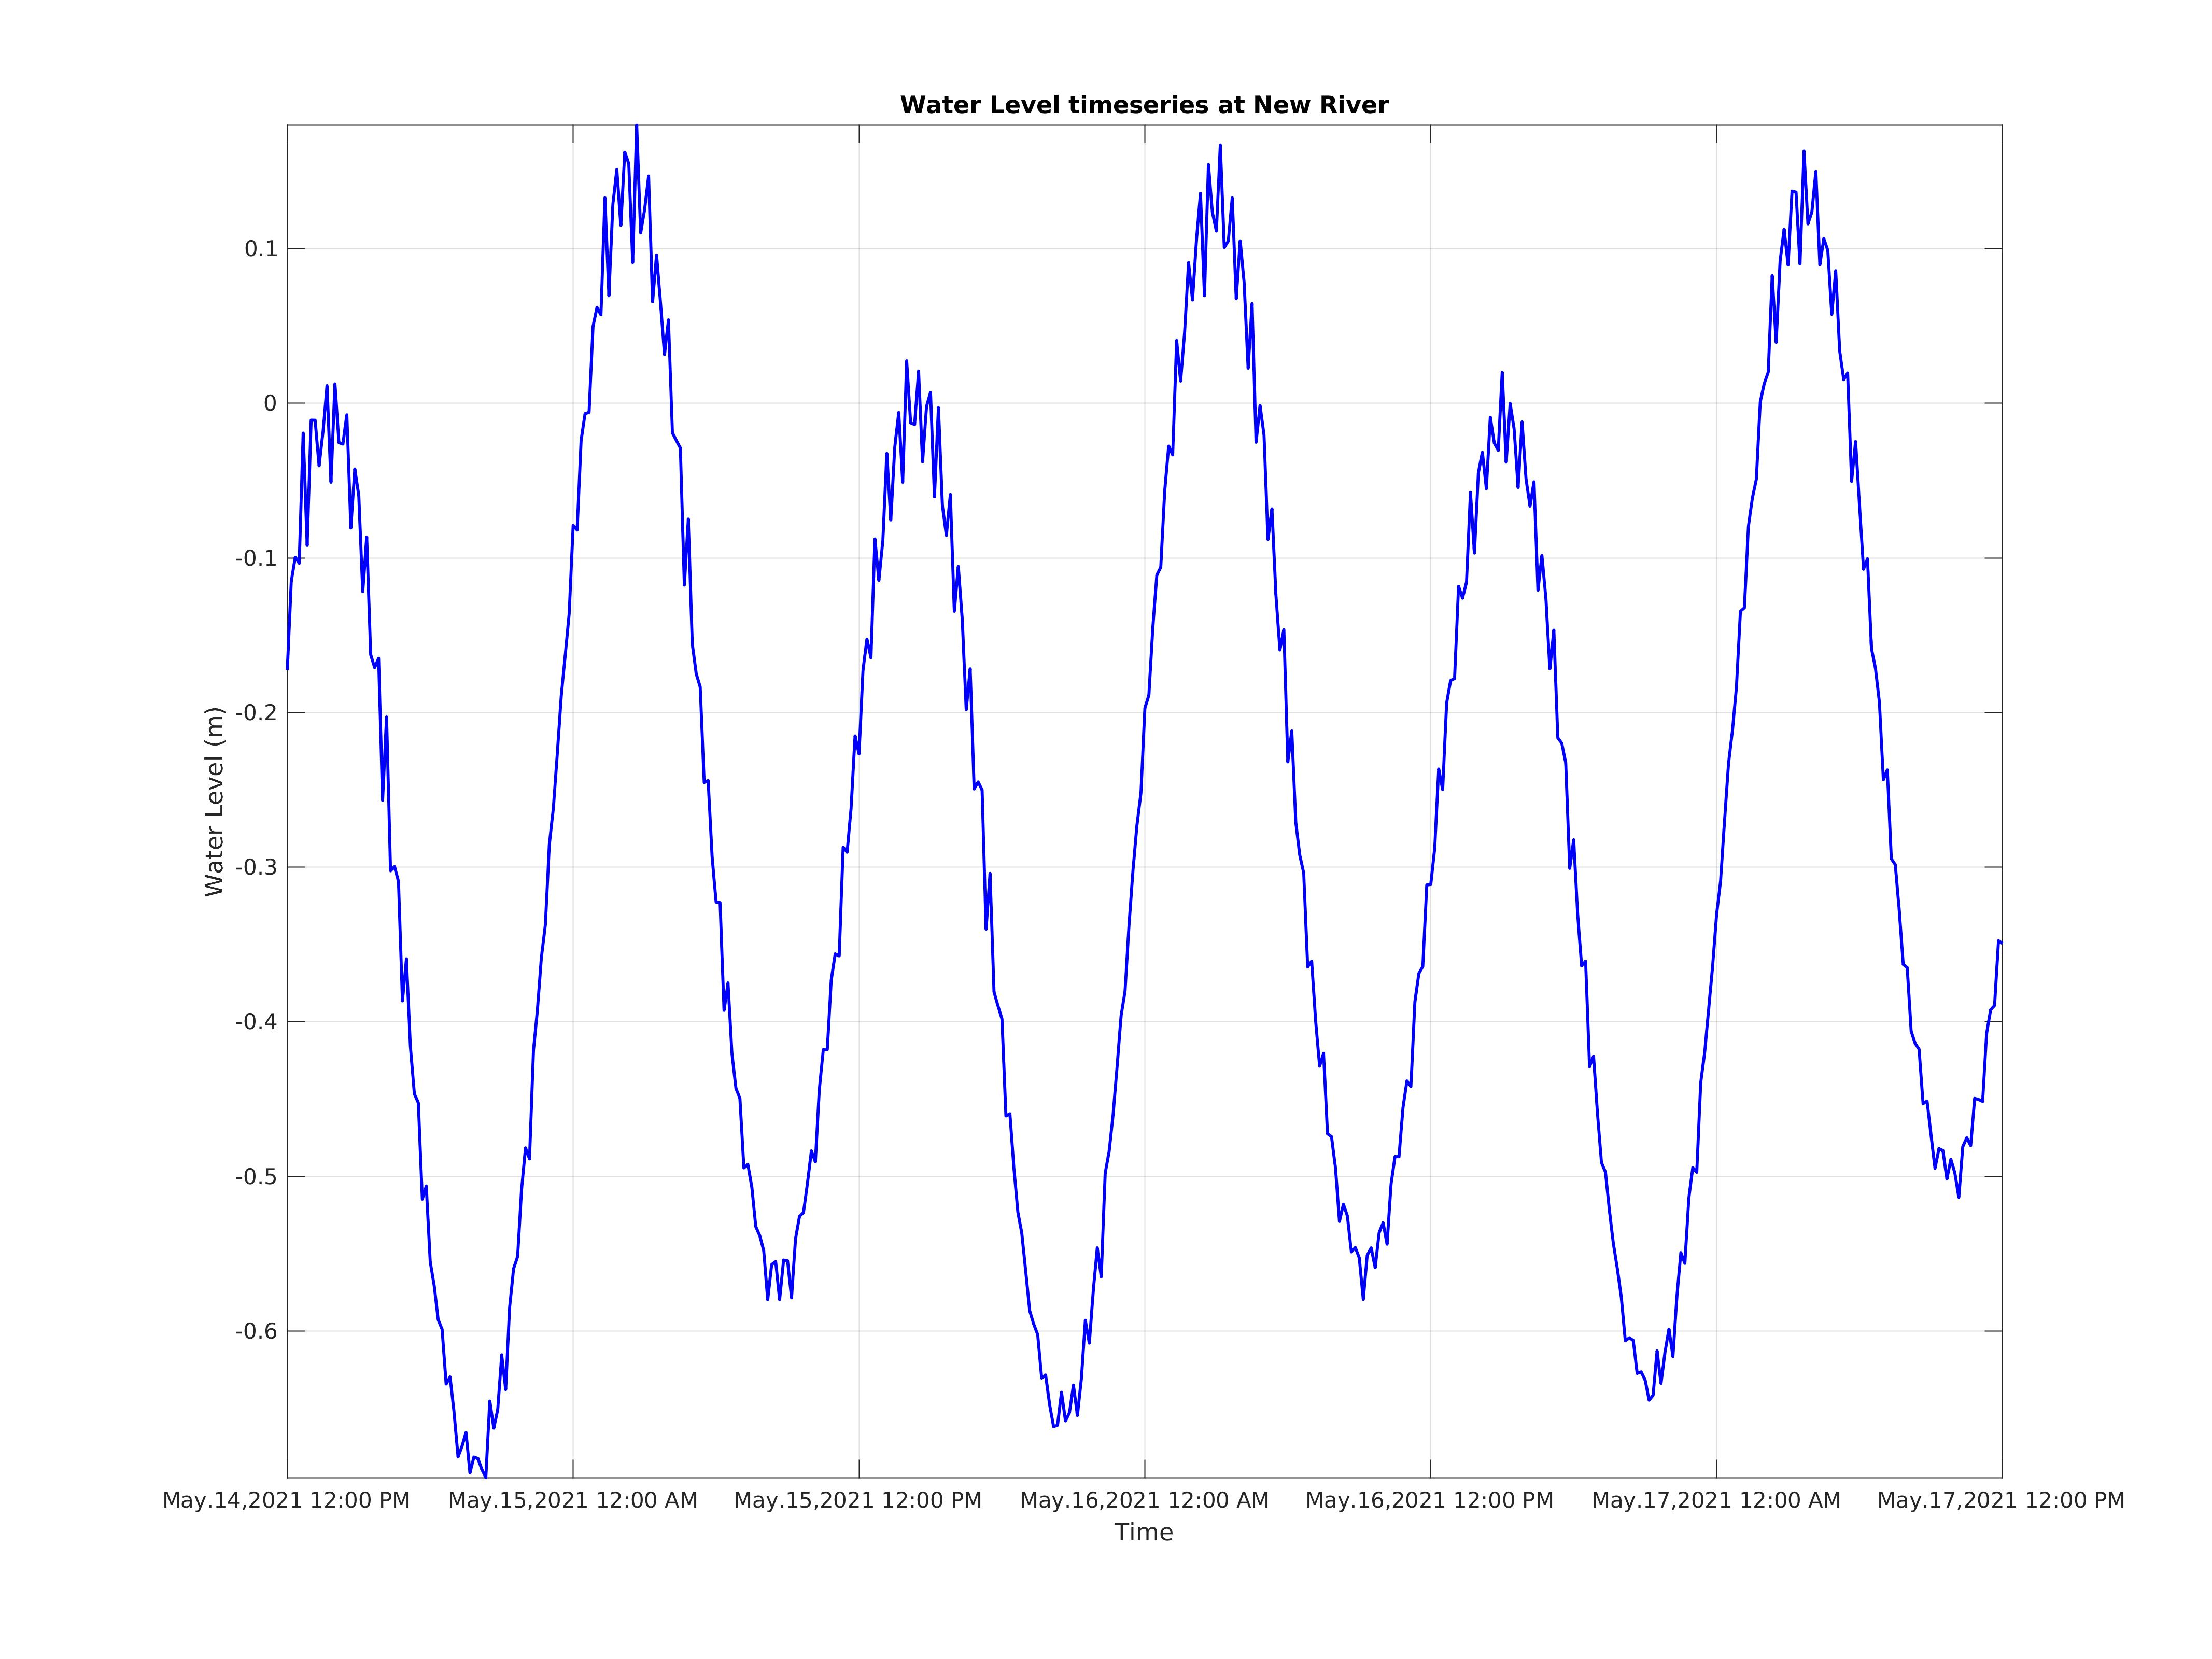 Water Level timeseries at New River
Water Level (m)
0.1
0
-0.1
-0.2
-0.3
-0.4
-0.5
-0.6
May.14,2021 12:00 PM
May.15,2021 12:00 AM
May.15,2021 12:00 PM
May.16,2021 12:00 AM
May.16,2021 12:00 PM
May.17,2021 12:00 AM
May.17,2021 12:00 PM
Time